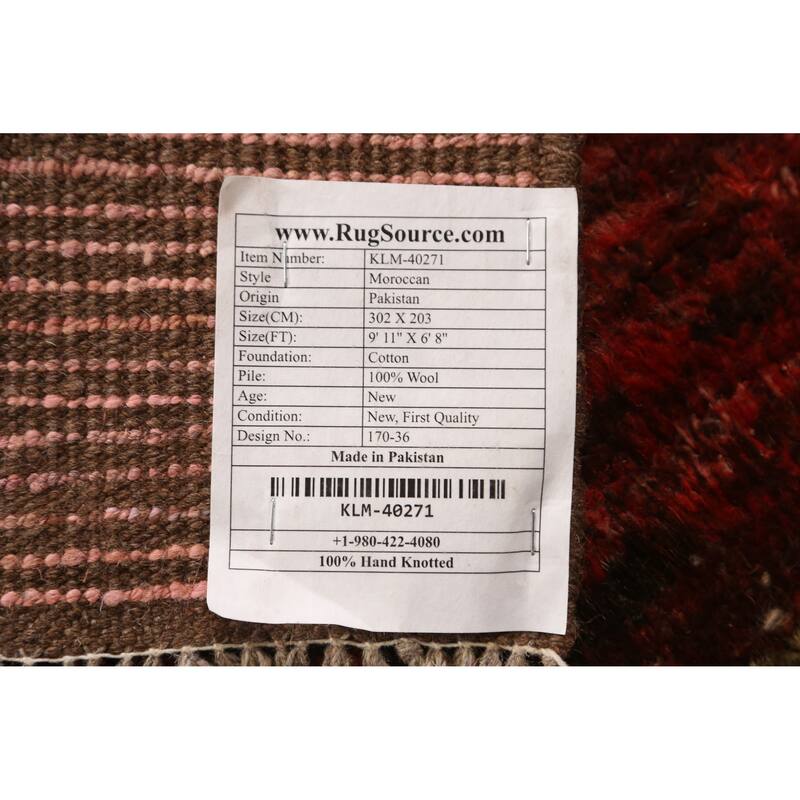 www.RugSource.com
Item Number: KLM-40271
Style Moroccan
Origin Pakistan
Size(CM): 302 X 203
Size(FT): 9' 11" X 6' 8"
Foundation: Cotton
Pile: 100% Wool
Age: New
Condition: New, First Quality
Design No.: 170-36
Made in Pakistan
KLM-40271
+1-980-422-4080
100% Hand Knotted